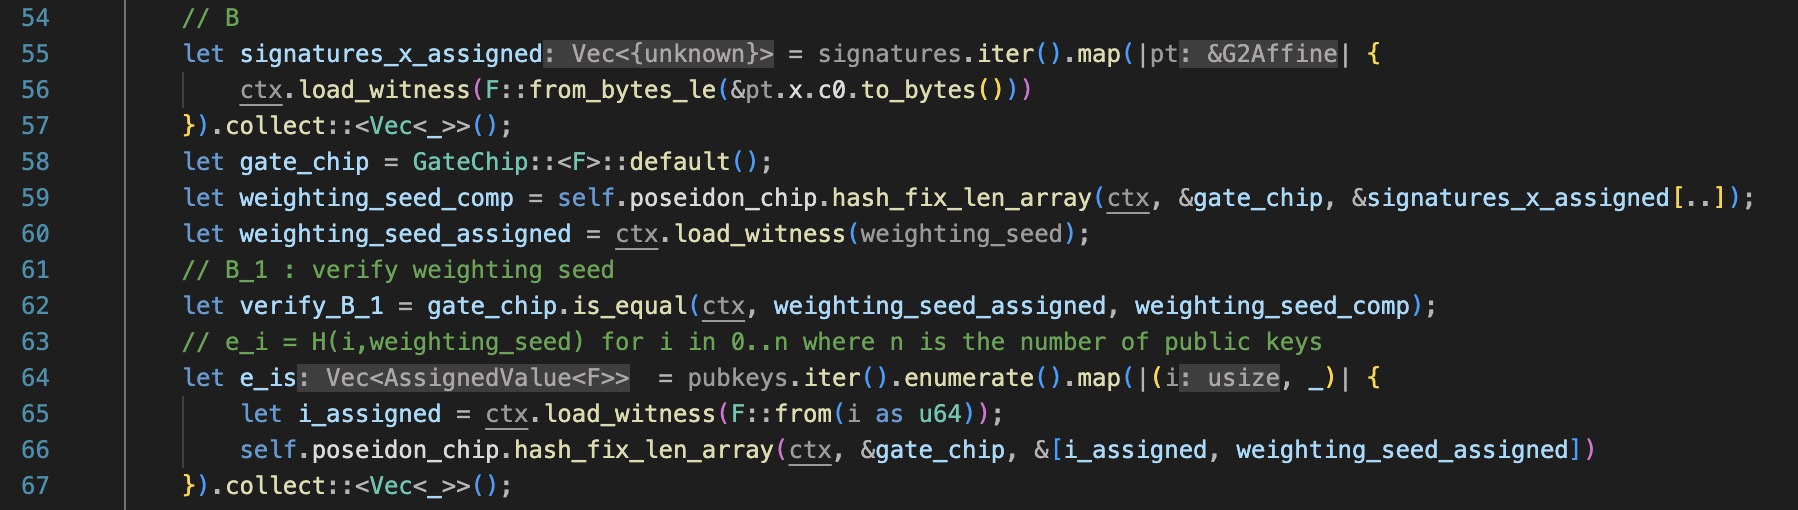 54 // B
55 let signatures_x_assigned: Vec<{unknown}> = signatures.iter().map(|pt: &G2Affine| {
56 ctx.load_witness(F::from_bytes_le(&pt.x.c0.to_bytes()))
57 }).collect::<Vec<_>>();
58 let gate_chip = GateChip::<F>::default();
59 let weighting_seed_comp = self.poseidon_chip.hash_fix_len_array(ctx, &gate_chip, &signatures_x_assigned[..]);
60 let weighting_seed_assigned = ctx.load_witness(weighting_seed);
61 // B_1 : verify weighting seed
62 let verify_B_1 = gate_chip.is_equal(ctx, weighting_seed_assigned, weighting_seed_comp);
63 // e_i = H(i,weighting_seed) for i in 0..n where n is the number of public keys
64 let e_is: Vec<AssignedValue<F>> = pubkeys.iter().enumerate().map(|(i: usize, _)| {
65 let i_assigned = ctx.load_witness(F::from(i as u64));
66 self.poseidon_chip.hash_fix_len_array(ctx, &gate_chip, &[i_assigned, weighting_seed_assigned])
67 }).collect::<Vec<_>>();